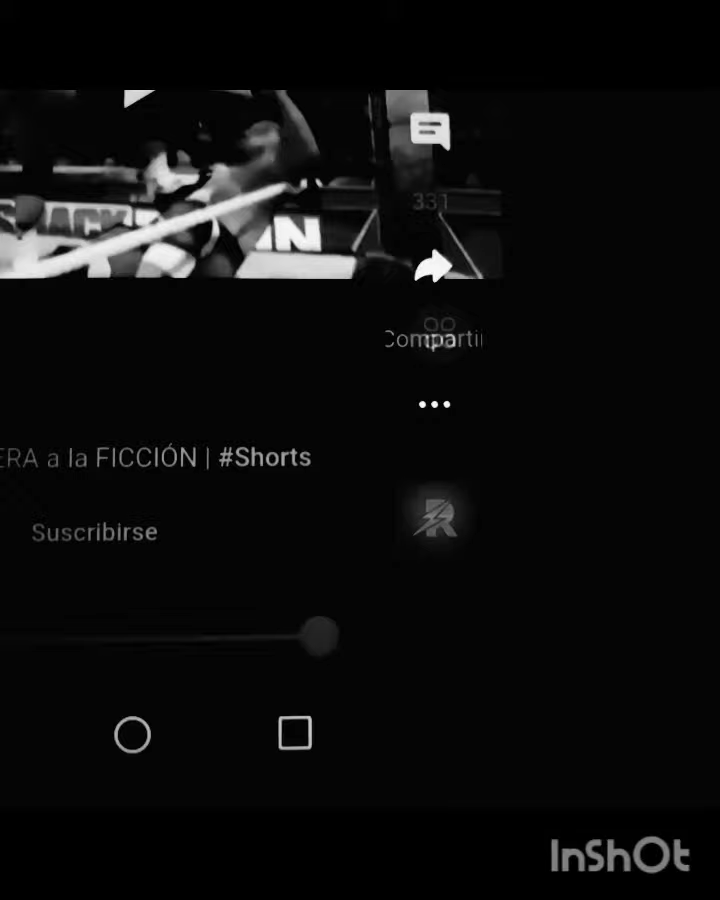 331
Comparti
ERA a la FICCIÓN | #Shorts
Suscribirse
InShOt